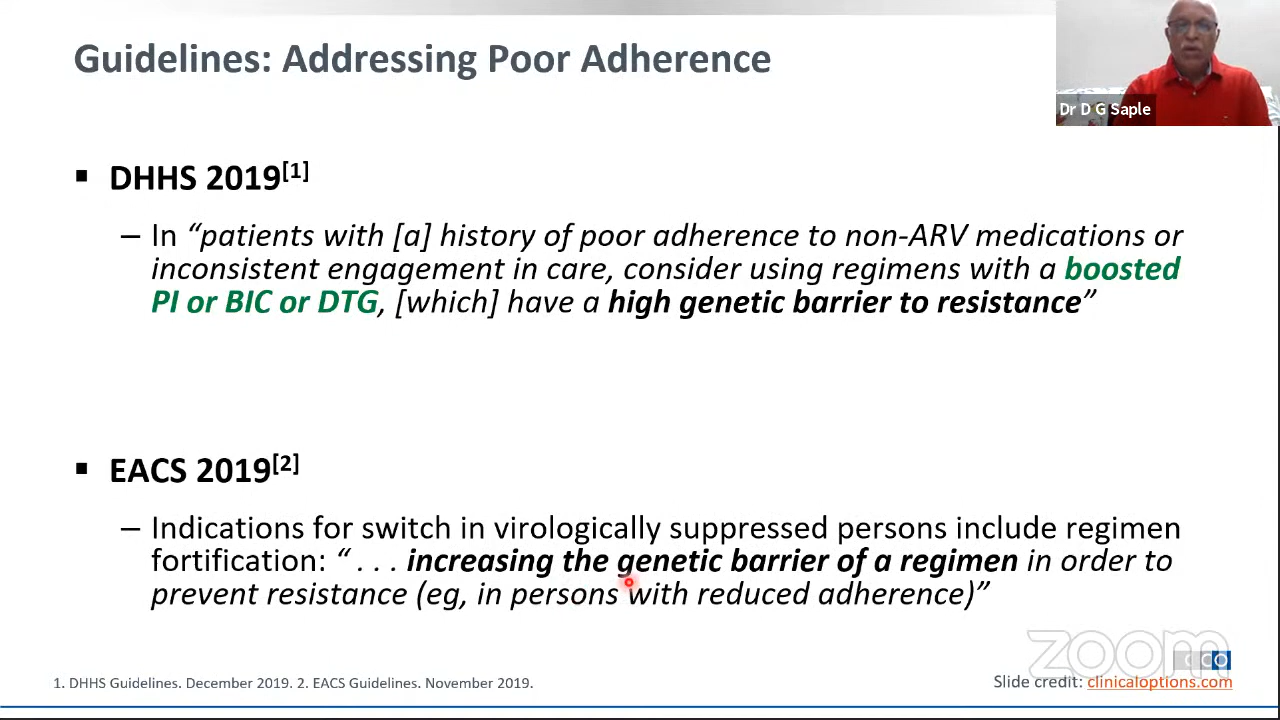 Guidelines: Addressing Poor Adherence
Dr D G Saple
▪ DHHS 2019[1]
– In “patients with [a] history of poor adherence to non-ARV medications or
inconsistent engagement in care, consider using regimens with a boosted
PI or BIC or DTG, [which] have a high genetic barrier to resistance”
▪ EACS 2019[2]
– Indications for switch in virologically suppressed persons include regimen
fortification: “. . . increasing the genetic barrier of a regimen in order to
prevent resistance (eg, in persons with reduced adherence)”
zoom
CCO
1. DHHS Guidelines. December 2019. 2. EACS Guidelines. November 2019.
Slide credit: clinicaloptions.com